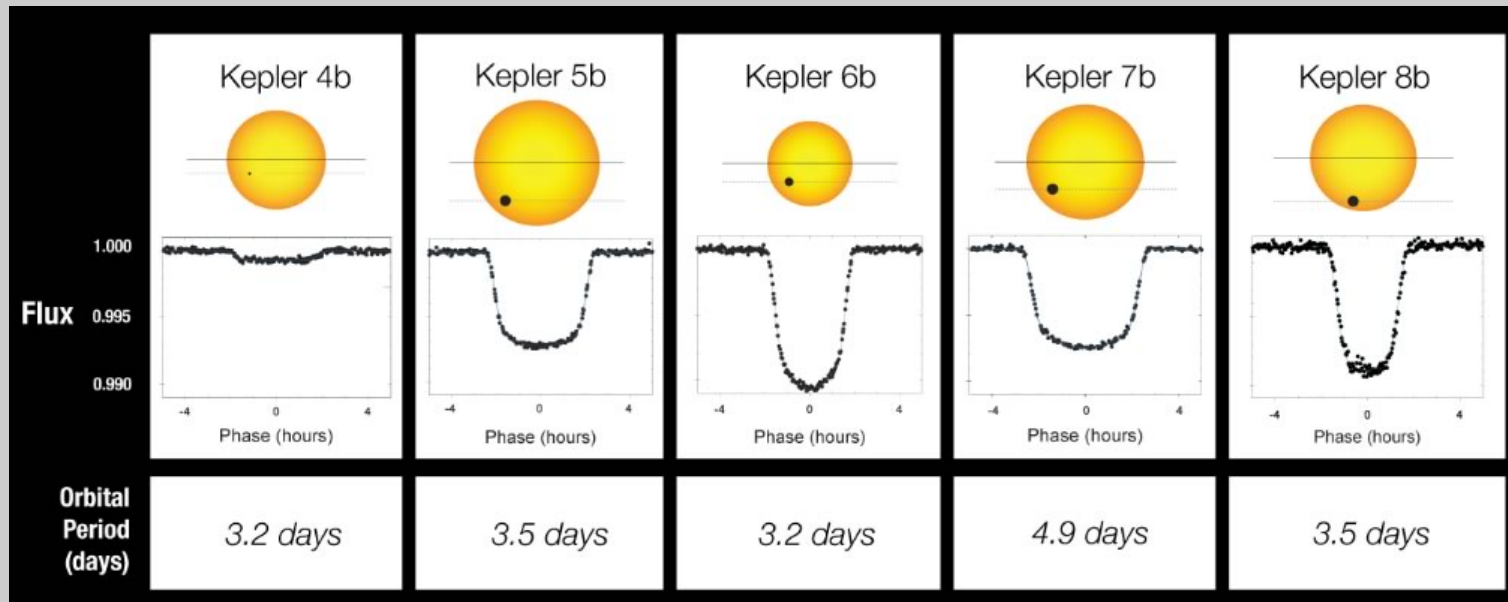 Kepler 4b
Kepler 5b
Kepler 6b
Kepler 7b
Kepler 8b
Flux
1.000
0.995
0.990
-4 0 4
-4 0 4
-4 0 4
-4 0 4
-4 0 4
Phase (hours)
Phase (hours)
Phase (hours)
Phase (hours)
Phase (hours)
Orbital
Period
(days)
3.2 days
3.5 days
3.2 days
4.9 days
3.5 days